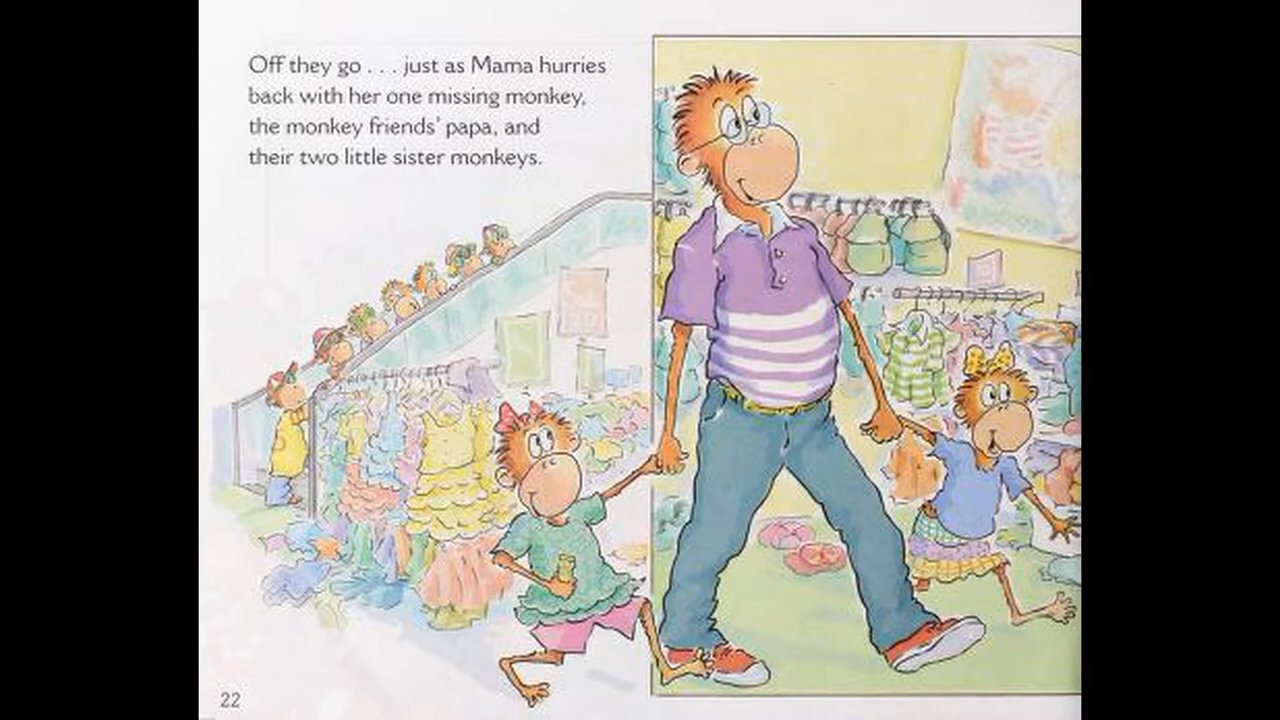 Off they go . . . just as Mama hurries
back with her one missing monkey,
the monkey friends' papa, and
their two little sister monkeys.
22